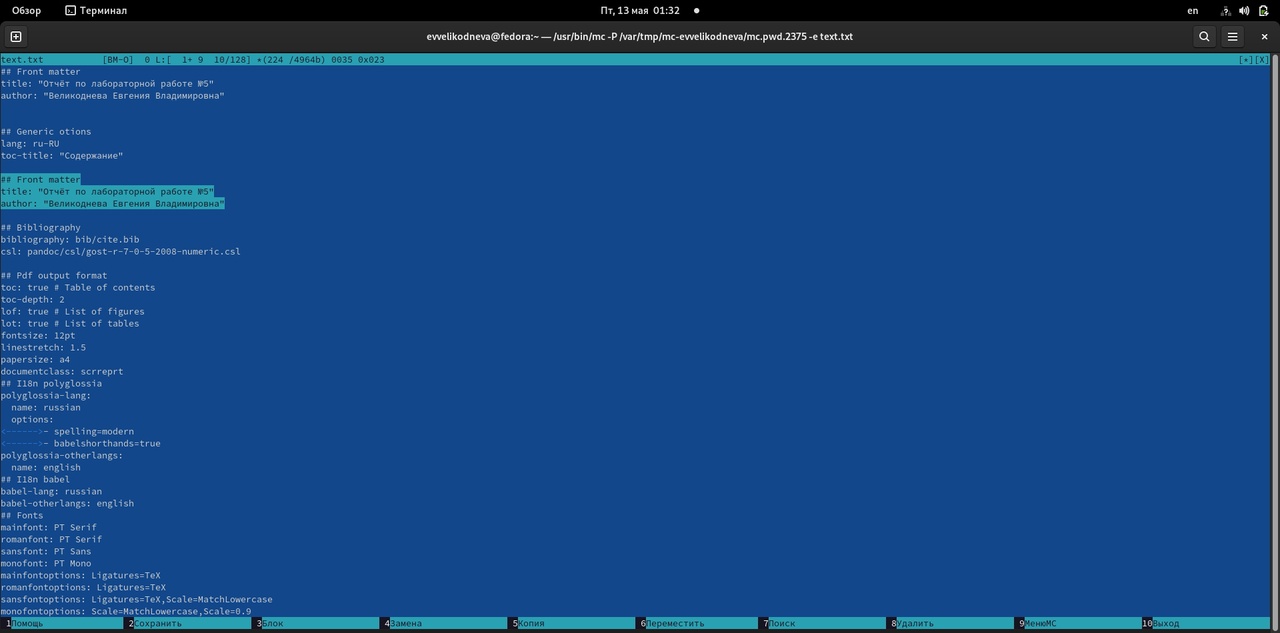 Обзор Терминал Пт, 13 мая 01:32 en
evvelikodneva@fedora:~ — /usr/bin/mc -P /var/tmp/mc-evvelikodneva/mc.pwd.2375 -e text.txt
text.txt [BM-O] 0 L:[ 1+ 9 10/128] *(224 /4964b) 0035 0x023 [*][X]
## Front matter
title: "Отчёт по лабораторной работе №5"
author: "Великоднева Евгения Владимировна"
## Generic otions
lang: ru-RU
toc-title: "Содержание"
## Front matter
title: "Отчёт по лабораторной работе №5"
author: "Великоднева Евгения Владимировна"
## Bibliography
bibliography: bib/cite.bib
csl: pandoc/csl/gost-r-7-0-5-2008-numeric.csl
## Pdf output format
toc: true # Table of contents
toc-depth: 2
lof: true # List of figures
lot: true # List of tables
fontsize: 12pt
linestretch: 1.5
papersize: a4
documentclass: scrreprt
## I18n polyglossia
polyglossia-lang:
  name: russian
  options:
<------>- spelling=modern
<------>- babelshorthands=true
polyglossia-otherlangs:
  name: english
## I18n babel
babel-lang: russian
babel-otherlangs: english
## Fonts
mainfont: PT Serif
romanfont: PT Serif
sansfont: PT Sans
monofont: PT Mono
mainfontoptions: Ligatures=TeX
romanfontoptions: Ligatures=TeX
sansfontoptions: Ligatures=TeX,Scale=MatchLowercase
monofontoptions: Scale=MatchLowercase,Scale=0.9
1Помощь 2Сохранить 3Блок 4Замена 5Копия 6Переместить 7Поиск 8Удалить 9МенюMC 10Выход